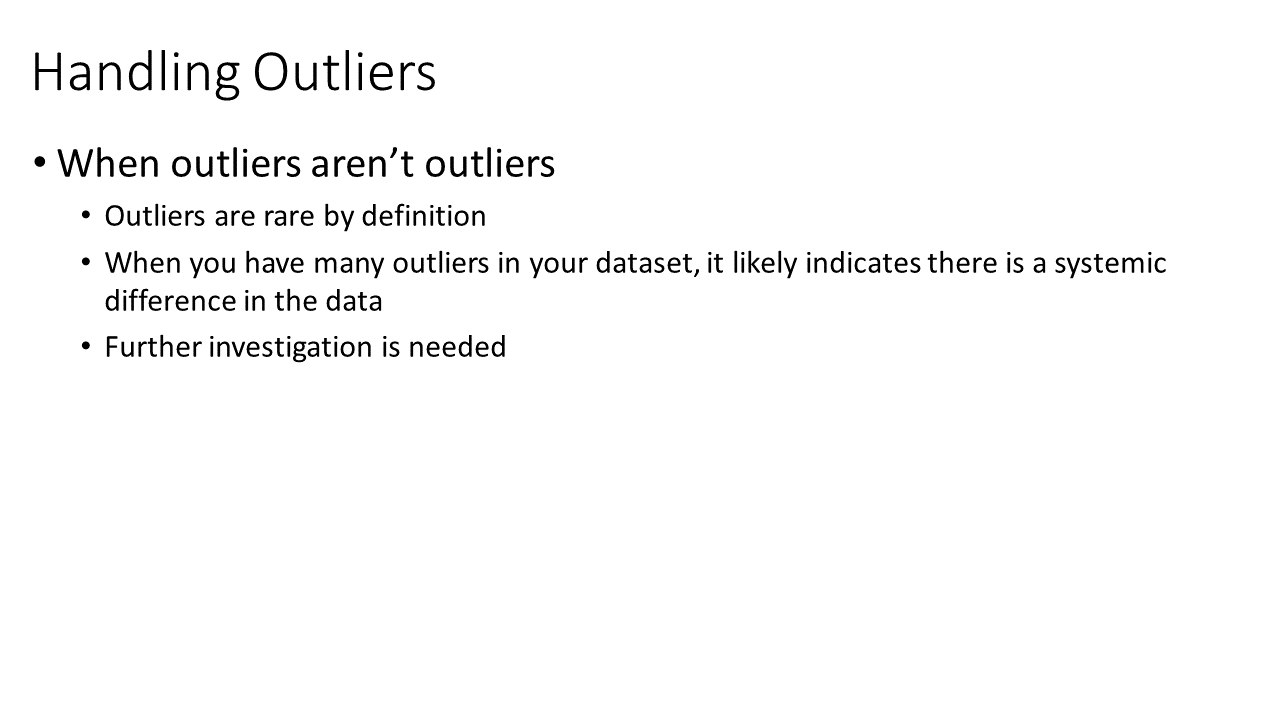 Handling Outliers
• When outliers aren’t outliers
• Outliers are rare by definition
• When you have many outliers in your dataset, it likely indicates there is a systemic
difference in the data
• Further investigation is needed